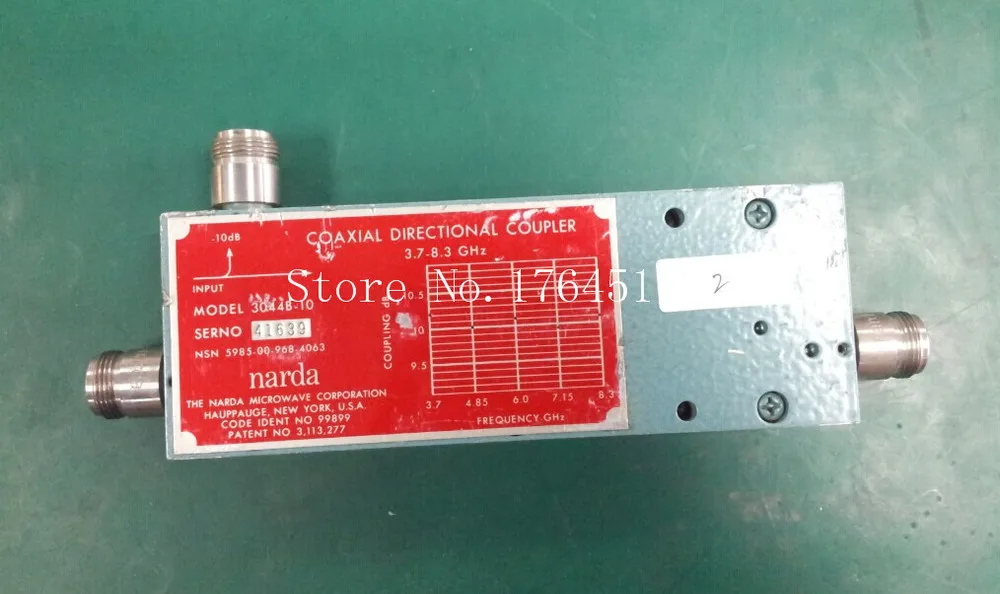 -10dB
COAXIAL DIRECTIONAL COUPLER
3.7-8.3 GHz
INPUT
MODEL 3044B-10
SERNO 41639
NSN 5985-00-968-4063
narda
THE NARDA MICROWAVE CORPORATION
HAUPPAUGE, NEW YORK, U.S.A.
CODE IDENT NO 99899
PATENT NO 3,113,277
COUPLING dB
10.5
10
9.5
3.7 4.85 6.0 7.15 8.3
FREQUENCY-GHz
2
Store No. 176451